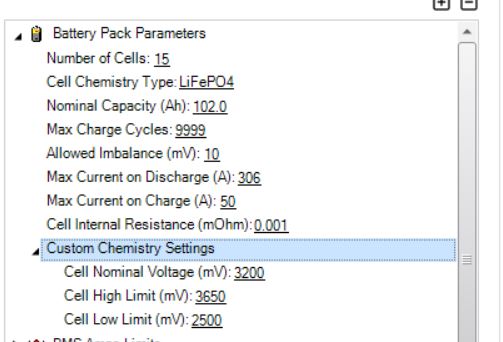 Battery Pack Parameters
Number of Cells: 15
Cell Chemistry Type: LiFePO4
Nominal Capacity (Ah): 102.0
Max Charge Cycles: 9999
Allowed Imbalance (mV): 10
Max Current on Discharge (A): 306
Max Current on Charge (A): 50
Cell Internal Resistance (mOhm): 0.001
Custom Chemistry Settings
Cell Nominal Voltage (mV): 3200
Cell High Limit (mV): 3650
Cell Low Limit (mV): 2500